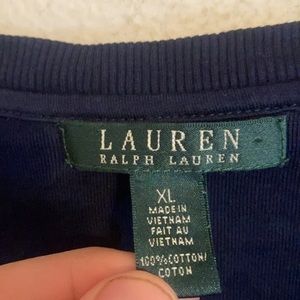 LAUREN
RALPH LAUREN
XL
MADE IN
VIETNAM
FAIT AU
VIETNAM
100% COTTON/
COTON